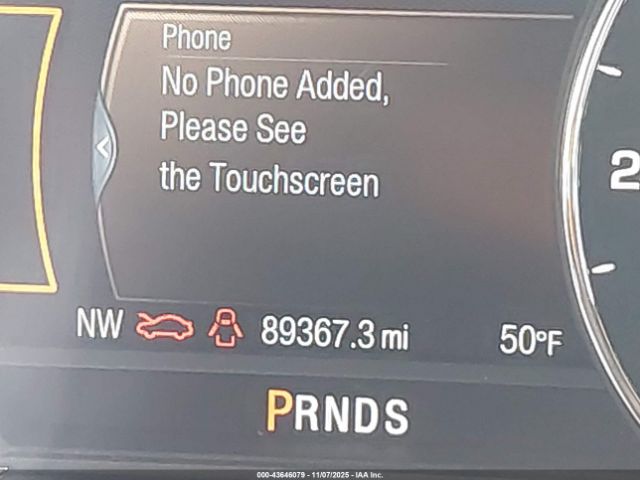 Phone
No Phone Added,
Please See
the Touchscreen
2
NW 89367.3 mi 50°F
PRNDS
000-43646079 - 11/07/2025 - IAA Inc.